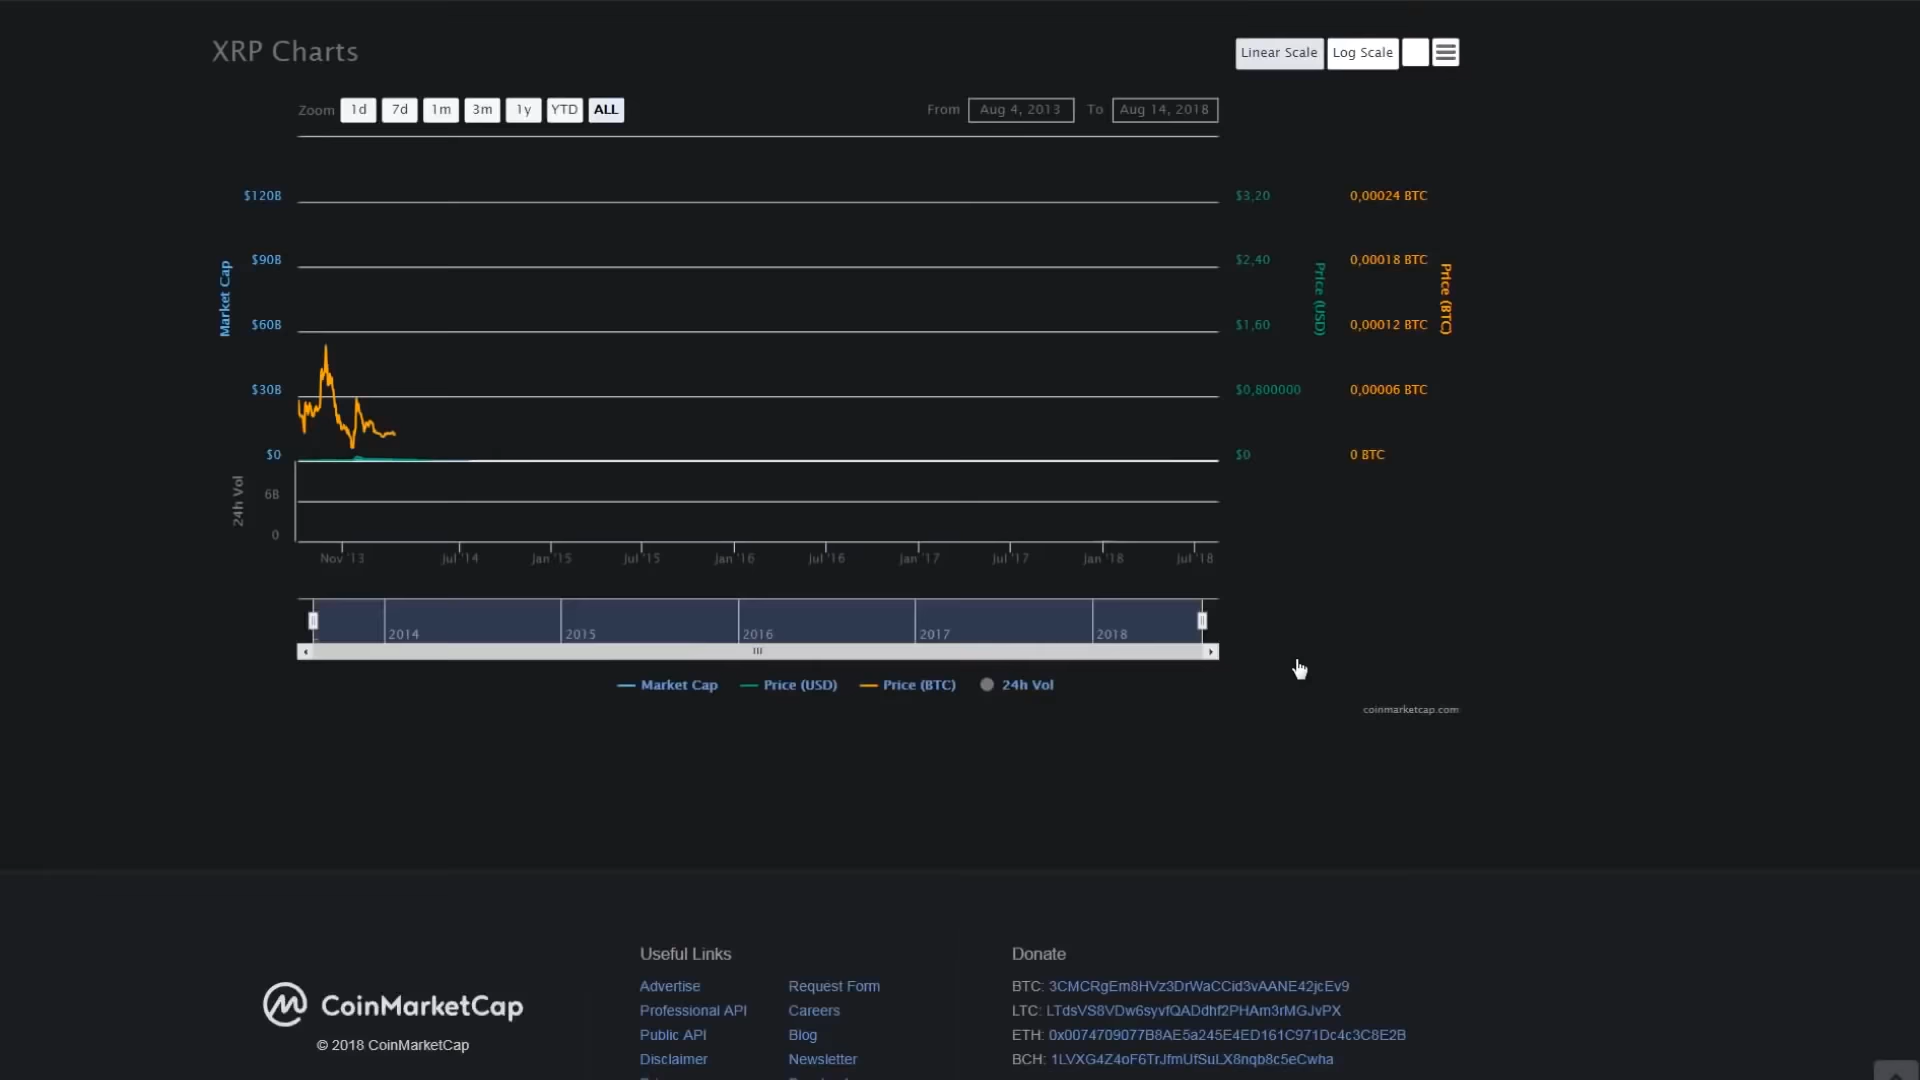 XRP Charts
Linear Scale Log Scale
Zoom 1d 7d 1m 3m 1y YTD ALL From Aug 4, 2013 To Aug 14, 2018
$120B $3,20 0,00024 BTC
$90B $2,40 0,00018 BTC
Market Cap Price (USD) Price (BTC)
$60B $1,60 0,00012 BTC
$30B $0,800000 0,00006 BTC
$0 $0 0 BTC
24h Vol
6B
0
Nov '13 Jul '14 Jan '15 Jul '15 Jan '16 Jul '16 Jan '17 Jul '17 Jan '18 Jul '18
2014 2015 2016 2017 2018
Market Cap Price (USD) Price (BTC) 24h Vol
coinmarketcap.com
Useful Links Donate
Advertise Request Form BTC: 3CMCRgEm8HVz3DrWaCCid3vAANE42jcEv9
Professional API Careers LTC: LTdsVS8VDw6syvfQADdhf2PHAm3rMGJvPX
Public API Blog ETH: 0x0074709077B8AE5a245E4ED161C971Dc4c3C8E2B
Disclaimer Newsletter BCH: 1LVXG4Z4oF6TrJfmUfSuLX8nqb8c5eCwha
CoinMarketCap
© 2018 CoinMarketCap